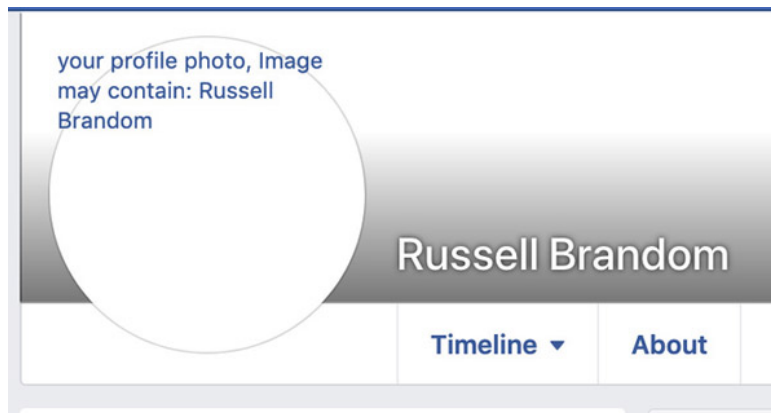 your profile photo, Image
may contain: Russell
Brandom
Russell Brandom
Timeline
About